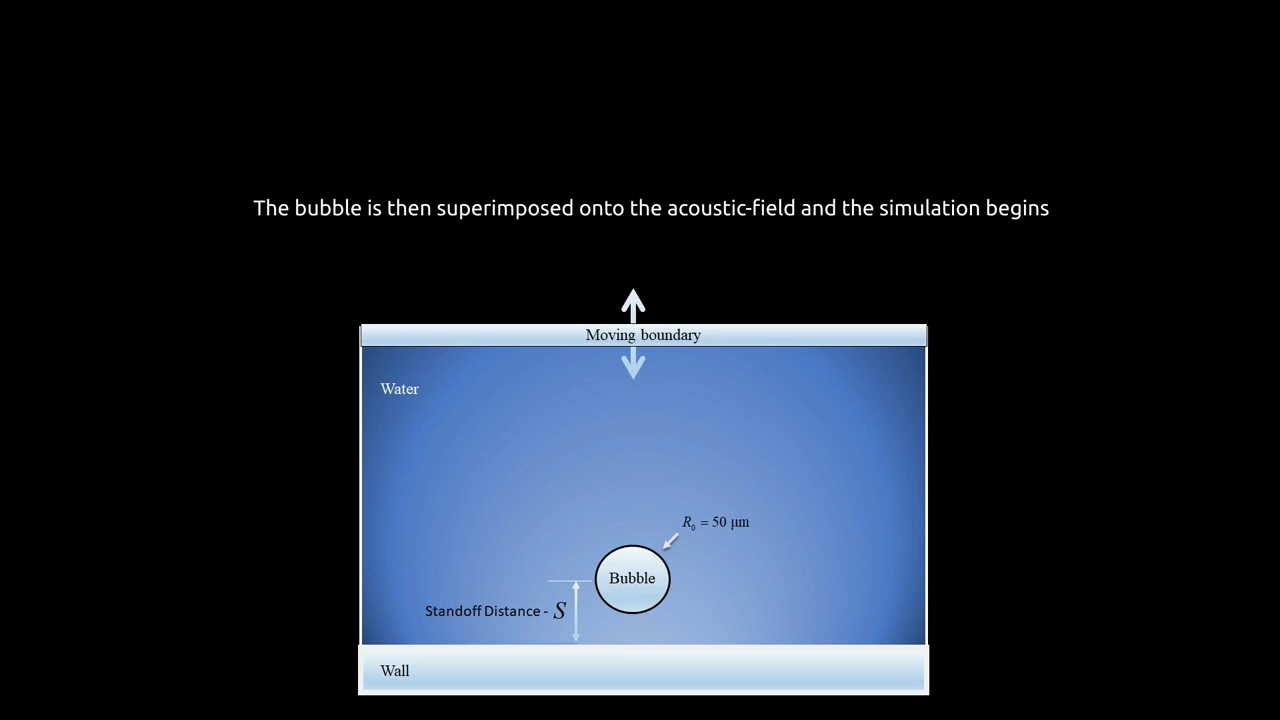 The bubble is then superimposed onto the acoustic-field and the simulation begins
Moving boundary
Water
R₀ = 50 μm
Bubble
Standoff Distance - S
Wall